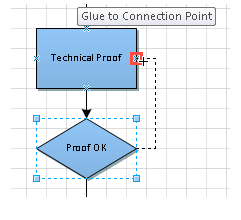 Glue to Connection Point
Technical Proof
Proof OK